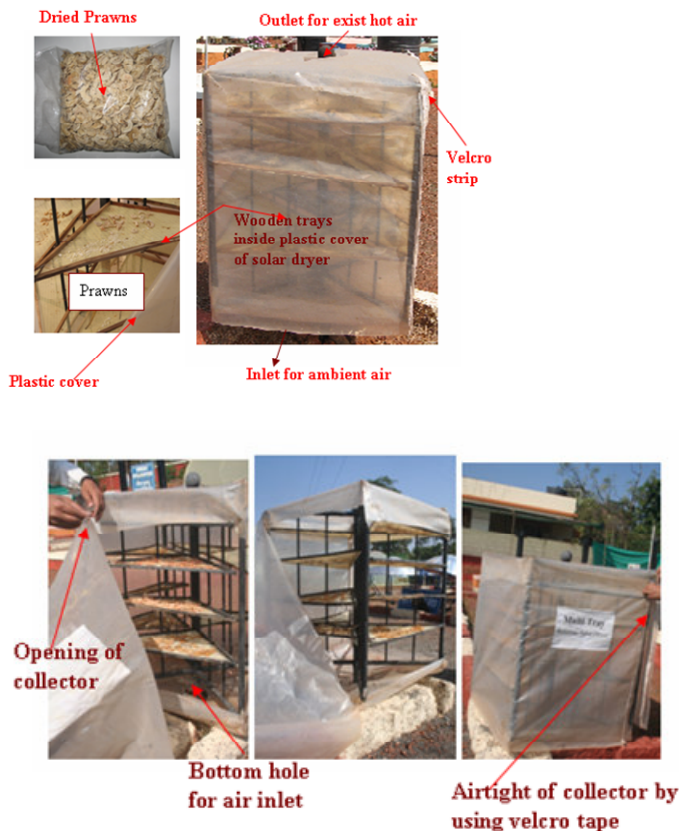 Dried Prawns
Outlet for exist hot air
Velcro
strip
Wooden trays
inside plastic cover
of solar dryer
Prawns
Plastic cover
Inlet for ambient air
Opening of
collector
Multi Tray
Bottom hole
for air inlet
Airtight of collector by
using velcro tape